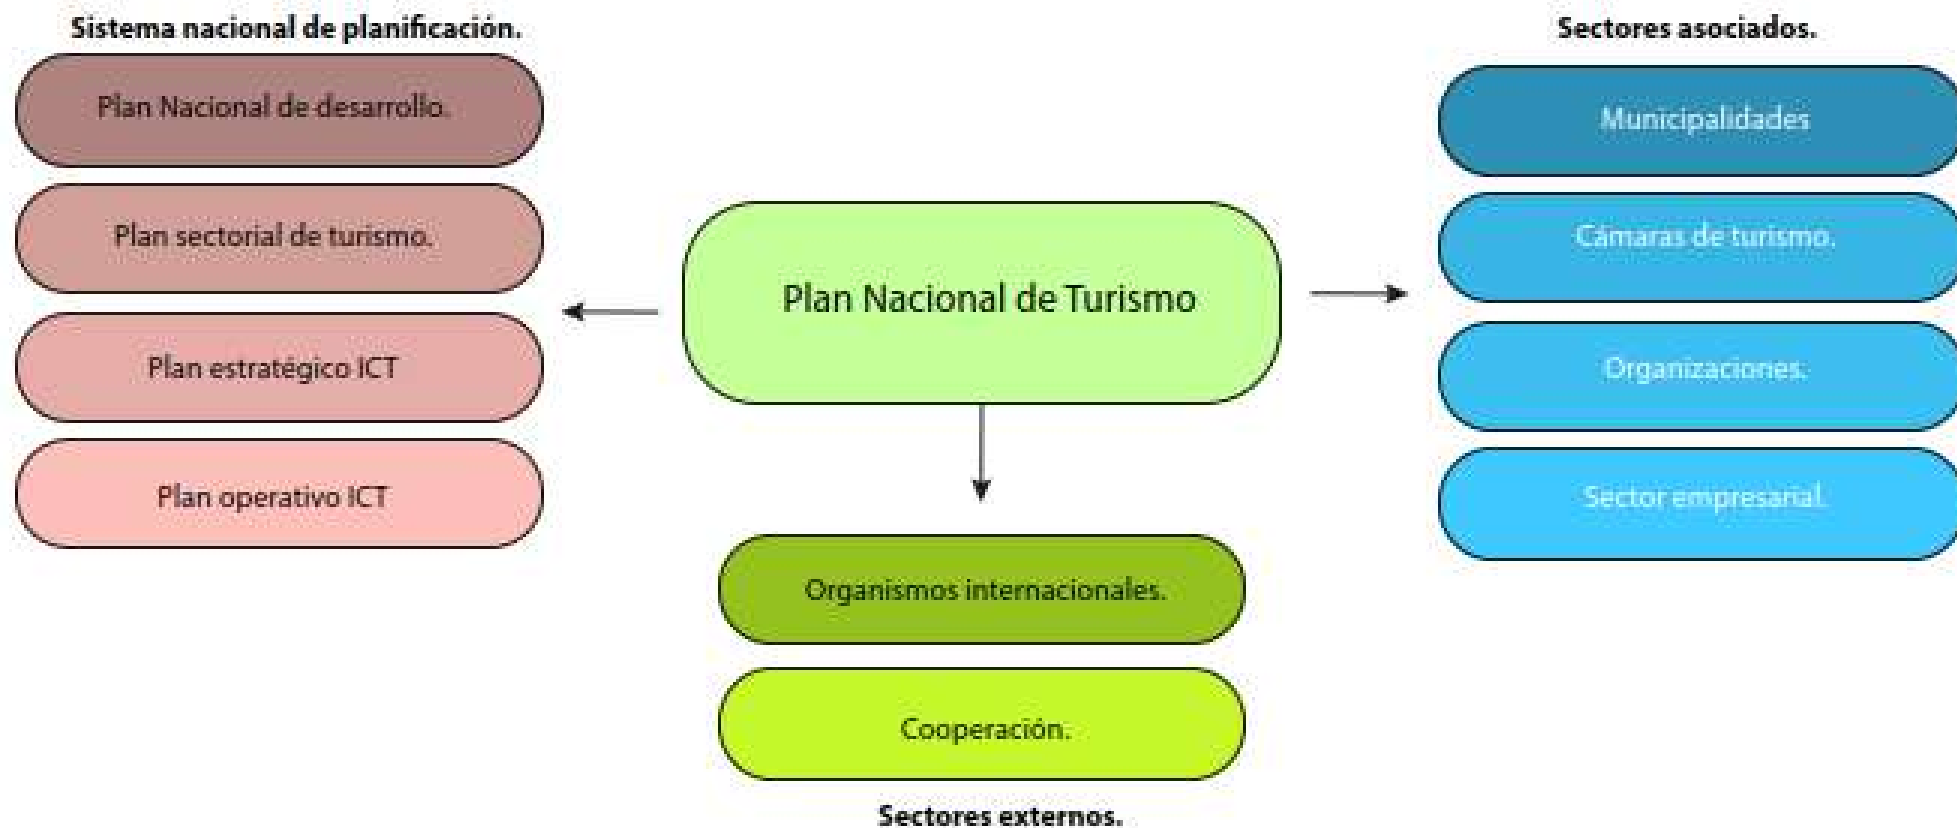 Sistema nacional de planificación.
Plan Nacional de desarrollo.
Plan sectorial de turismo.
Plan estratégico ICT
Plan operativo ICT
Plan Nacional de Turismo
Organismos internacionales.
Cooperación.
Sectores externos.
Sectores asociados.
Municipalidades
Cámaras de turismo.
Organizaciones.
Sector empresarial.